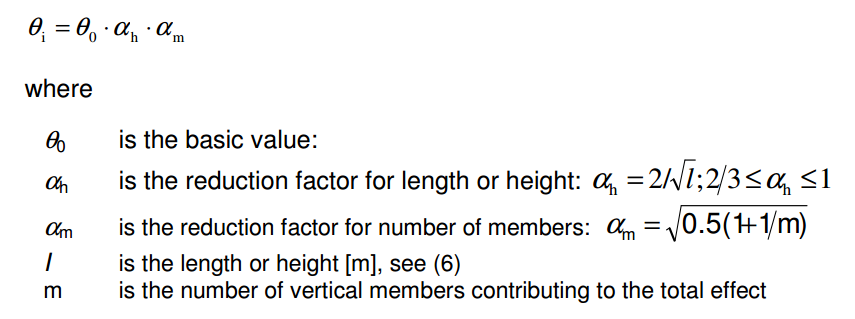 θᵢ = θ₀ · αₕ · αₘ
where
θ₀ is the basic value:
αₕ is the reduction factor for length or height: αₕ = 2/√l; 2/3 ≤ αₕ ≤ 1
αₘ is the reduction factor for number of members: αₘ = √(0.5(1+1/m))
l is the length or height [m], see (6)
m is the number of vertical members contributing to the total effect